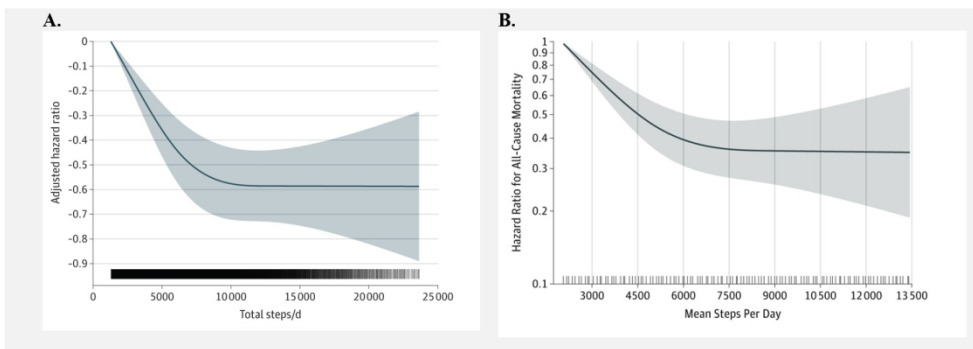 A.
0
-0.1
-0.2
-0.3
-0.4
-0.5
-0.6
-0.7
-0.8
-0.9
Adjusted hazard ratio
0 5000 10000 15000 20000 25000
Total steps/d
B.
1
0.9
0.8
0.7
0.6
0.5
0.4
0.3
0.2
0.1
Hazard Ratio for All-Cause Mortality
3000 4500 6000 7500 9000 10500 12000 13500
Mean Steps Per Day